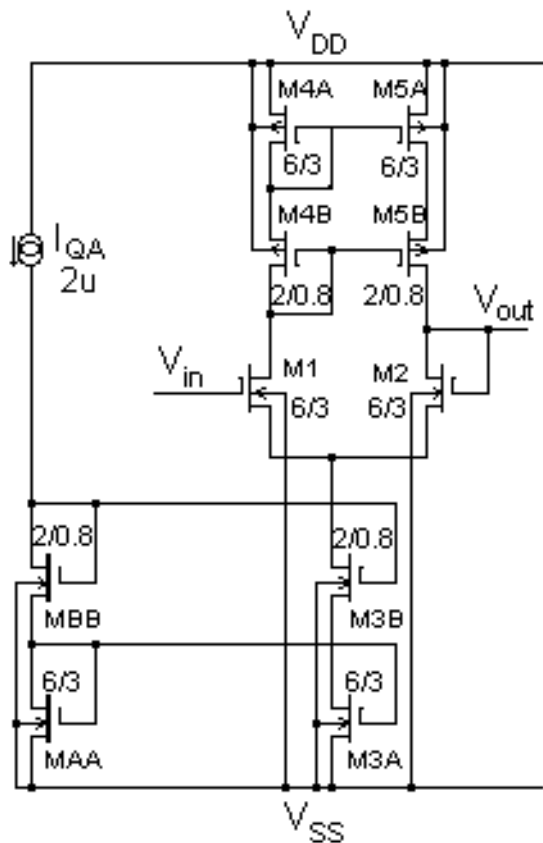 VDD
M4A M5A
6/3 6/3
IQA
2u
M4B M5B
2/0.8 2/0.8
Vout
Vin
M1 M2
6/3 6/3
2/0.8 2/0.8
MBB M3B
6/3 6/3
MAA M3A
VSS